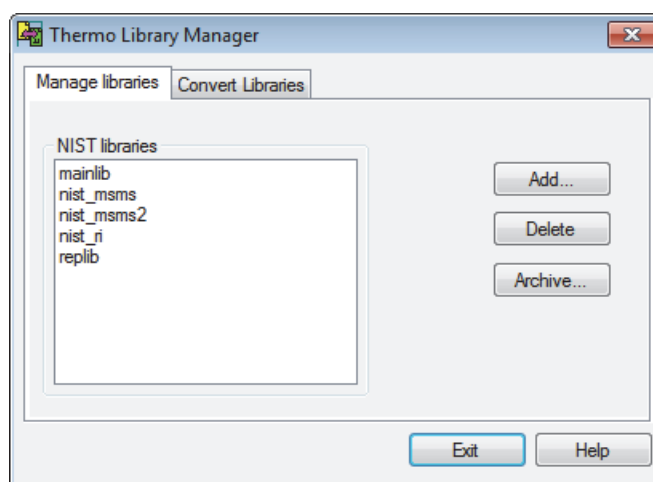 Thermo Library Manager
Manage libraries
Convert Libraries
NIST libraries
mainlib
nist_msms
nist_msms2
nist_ri
replib
Add...
Delete
Archive...
Exit
Help